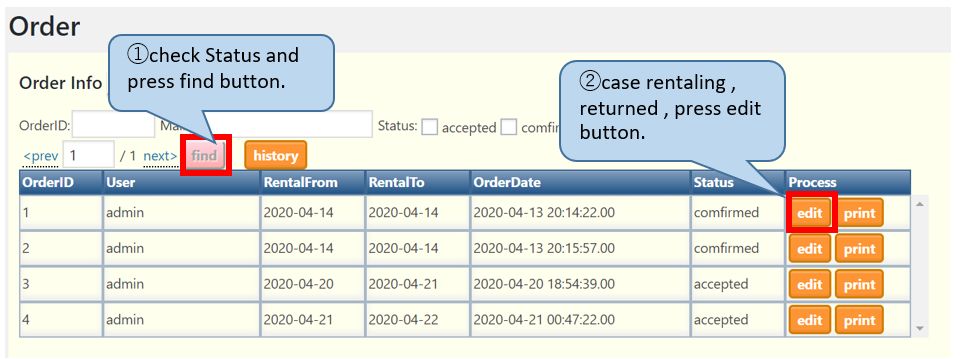 Order
①check Status and
press find button.
Order Info
②case rentaling ,
returned , press edit
button.
OrderID: Status: accepted
<prev 1 / 1 next> find history
OrderID User RentalFrom RentalTo OrderDate Status Process
1 admin 2020-04-14 2020-04-14 2020-04-13 20:14:22.00 comfirmed edit print
2 admin 2020-04-14 2020-04-14 2020-04-13 20:15:57.00 comfirmed edit print
3 admin 2020-04-20 2020-04-21 2020-04-20 18:54:39.00 accepted edit print
4 admin 2020-04-21 2020-04-22 2020-04-21 00:47:22.00 accepted edit print